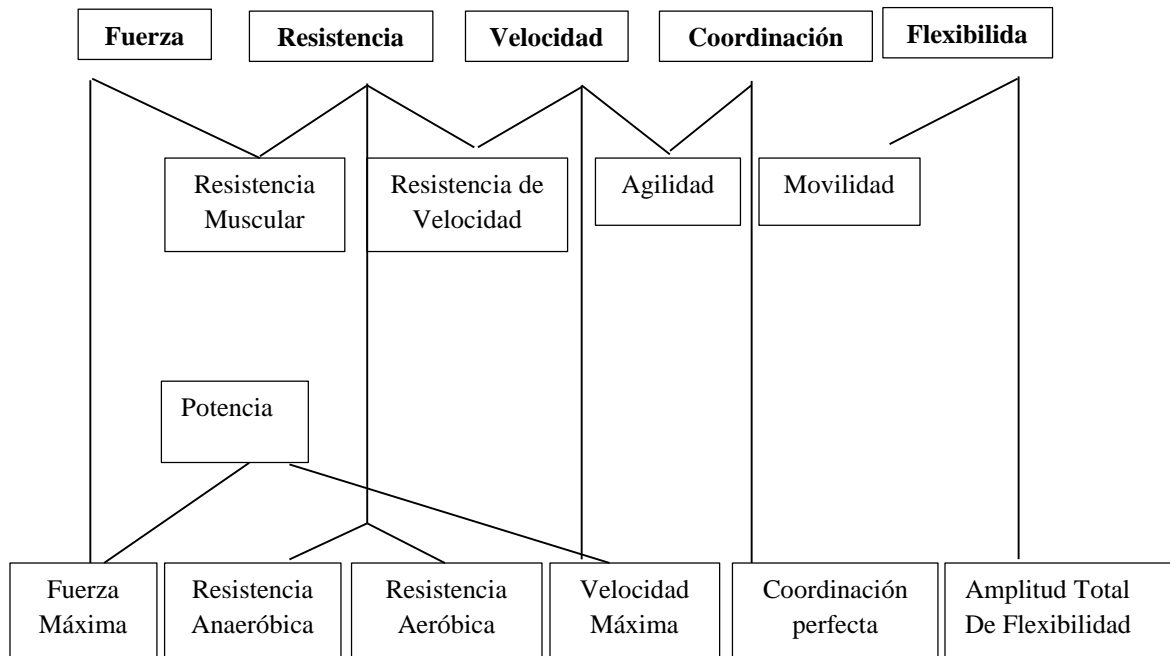 Fuerza
Resistencia
Velocidad
Coordinación
Flexibilida
Resistencia
Muscular
Resistencia de
Velocidad
Agilidad
Movilidad
Potencia
Fuerza
Máxima
Resistencia
Anaeróbica
Resistencia
Aeróbica
Velocidad
Máxima
Coordinación
perfecta
Amplitud Total
De Flexibilidad